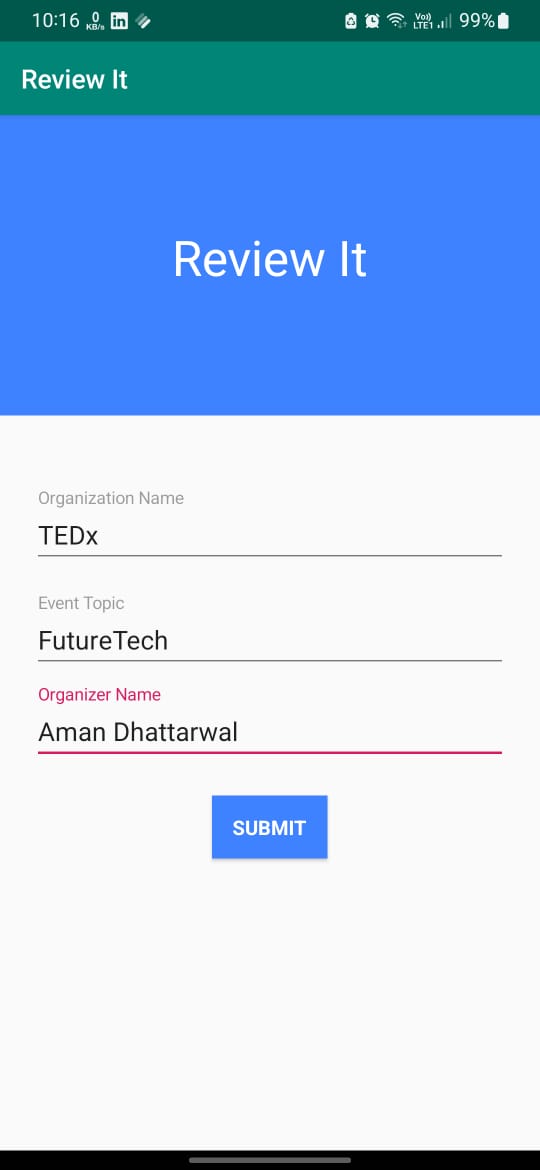 10:16 0 KB/s in Vo) LTE1 99%
Review It
Review It
Organization Name
TEDx
Event Topic
FutureTech
Organizer Name
Aman Dhattarwal
SUBMIT